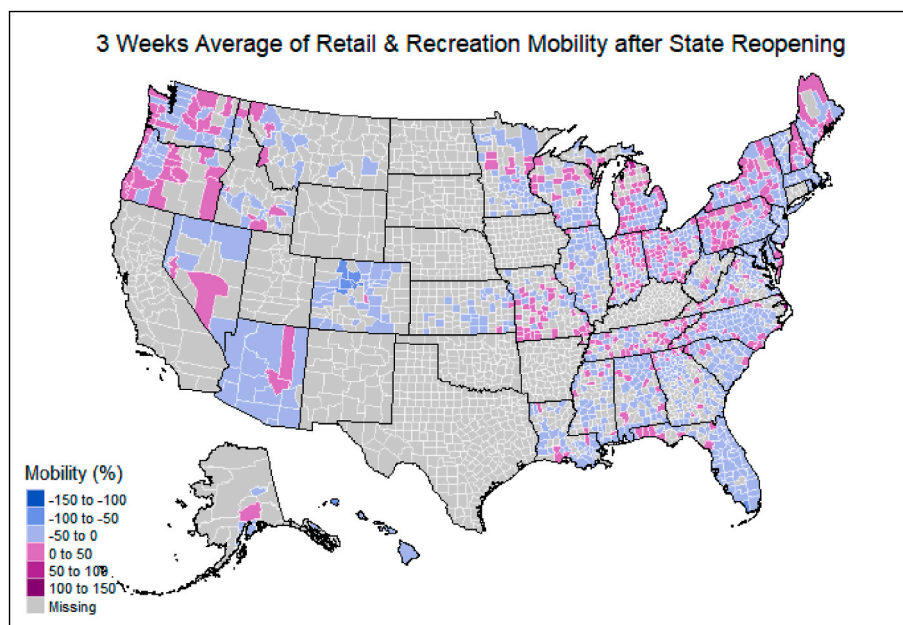 3 Weeks Average of Retail & Recreation Mobility after State Reopening
Mobility (%)
-150 to -100
-100 to -50
-50 to 0
0 to 50
50 to 100
100 to 150
Missing